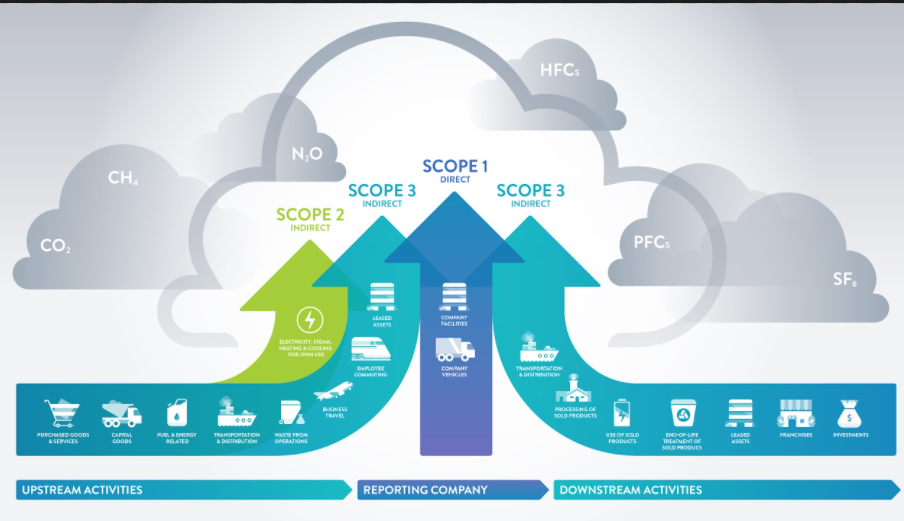 HFCs
N₂O
CH₄
CO₂
PFCs
SF₆
SCOPE 1
DIRECT
SCOPE 3
INDIRECT
SCOPE 3
INDIRECT
SCOPE 2
INDIRECT
ELECTRICITY, STEAM,
HEATING & COOLING
FOR OWN USE
LEASED
ASSETS
EMPLOYEE
COMMUTING
BUSINESS
TRAVEL
COMPANY
FACILITIES
COMPANY
VEHICLES
TRANSPORTATION
& DISTRIBUTION
PROCESSING OF
SOLD PRODUCTS
PURCHASED GOODS
& SERVICES
CAPITAL
GOODS
FUEL & ENERGY
RELATED
TRANSPORTATION
& DISTRIBUTION
WASTE FROM
OPERATIONS
USE OF SOLD
PRODUCTS
END-OF-LIFE
TREATMENT OF
SOLD PRODUCTS
LEASED
ASSETS
FRANCHISES
$
INVESTMENTS
UPSTREAM ACTIVITIES
REPORTING COMPANY
DOWNSTREAM ACTIVITIES